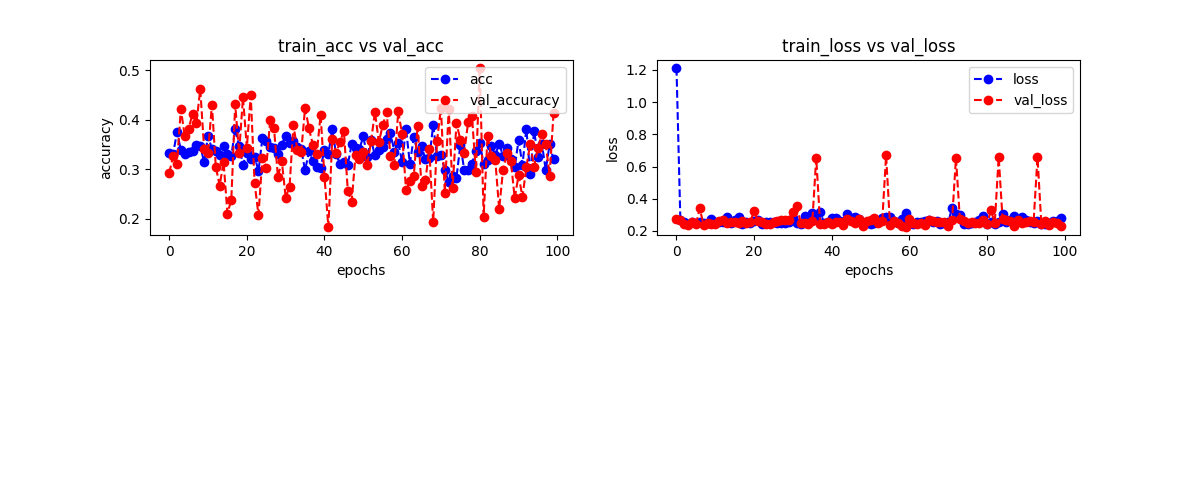 train_acc vs val_acc
accuracy
0.5
0.4
0.3
0.2
acc
val_accuracy
0
20
40
60
80
100
epochs
train_loss vs val_loss
loss
1.2
1.0
0.8
0.6
0.4
0.2
loss
val_loss
0
20
40
60
80
100
epochs